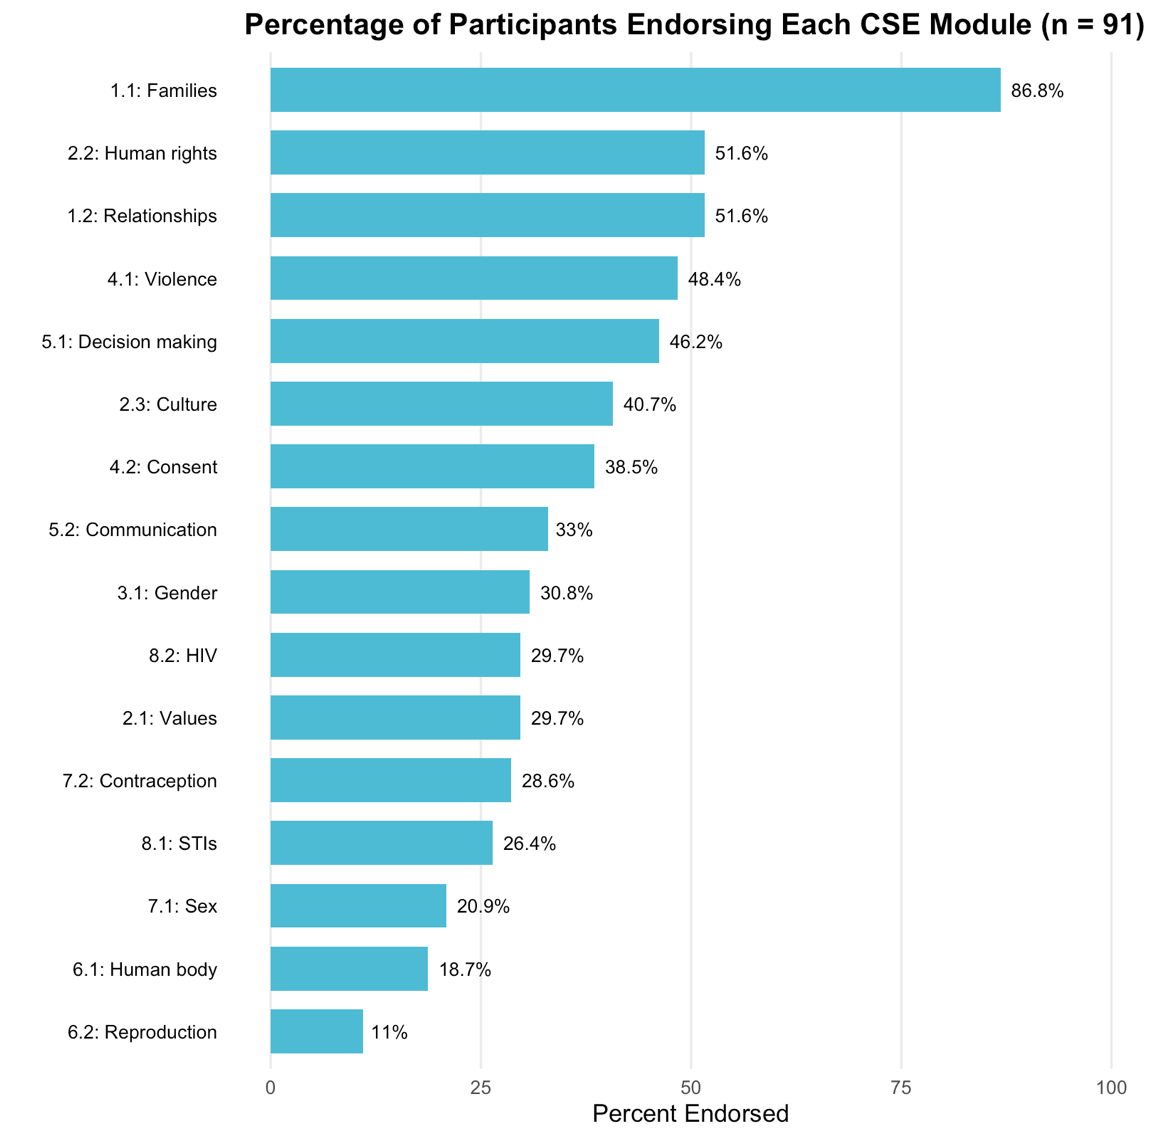 Percentage of Participants Endorsing Each CSE Module (n = 91)
1.1: Families 86.8%
2.2: Human rights 51.6%
1.2: Relationships 51.6%
4.1: Violence 48.4%
5.1: Decision making 46.2%
2.3: Culture 40.7%
4.2: Consent 38.5%
5.2: Communication 33%
3.1: Gender 30.8%
8.2: HIV 29.7%
2.1: Values 29.7%
7.2: Contraception 28.6%
8.1: STIs 26.4%
7.1: Sex 20.9%
6.1: Human body 18.7%
6.2: Reproduction 11%
0 25 50 75 100
Percent Endorsed